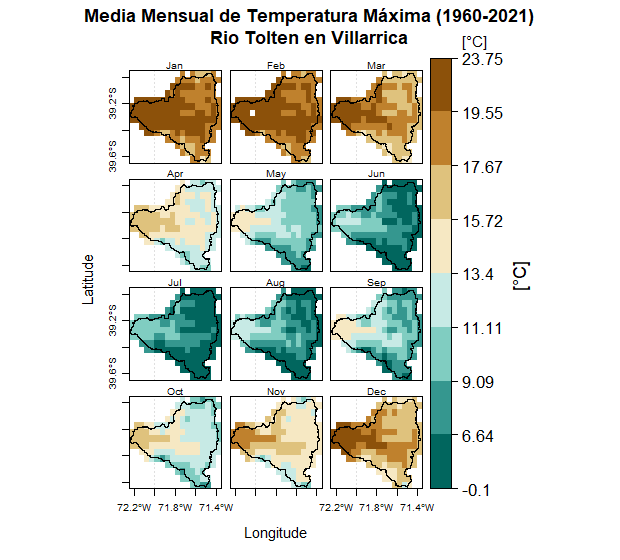 Media Mensual de Temperatura Máxima (1960-2021)
Rio Tolten en Villarrica
[°C]
Jan
Feb
Mar
39.2°S
39.6°S
Apr
May
Jun
Jul
Aug
Sep
39.2°S
39.6°S
Oct
Nov
Dec
72.2°W 71.8°W 71.4°W
72.2°W 71.8°W 71.4°W
Longitude
Latitude
23.75
19.55
17.67
15.72
13.4
11.11
9.09
6.64
-0.1
[°C]